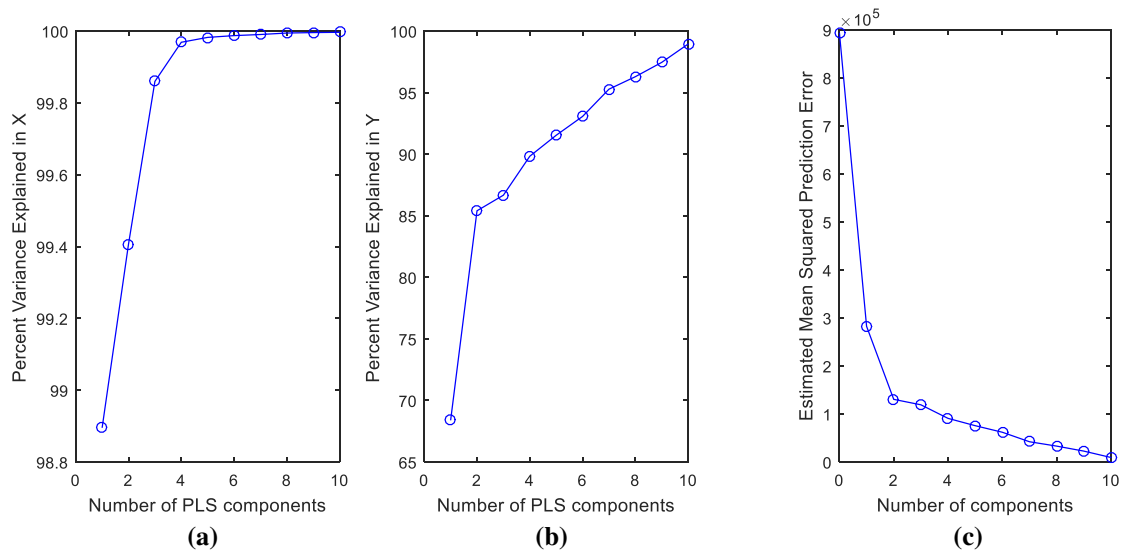 Percent Variance Explained in X
100
99.8
99.6
99.4
99.2
99
98.8
0 2 4 6 8 10
Number of PLS components
(a)
Percent Variance Explained in Y
100
95
90
85
80
75
70
65
0 2 4 6 8 10
Number of PLS components
(b)
Estimated Mean Squared Prediction Error
×10⁵
9
8
7
6
5
4
3
2
1
0
0 2 4 6 8 10
Number of components
(c)